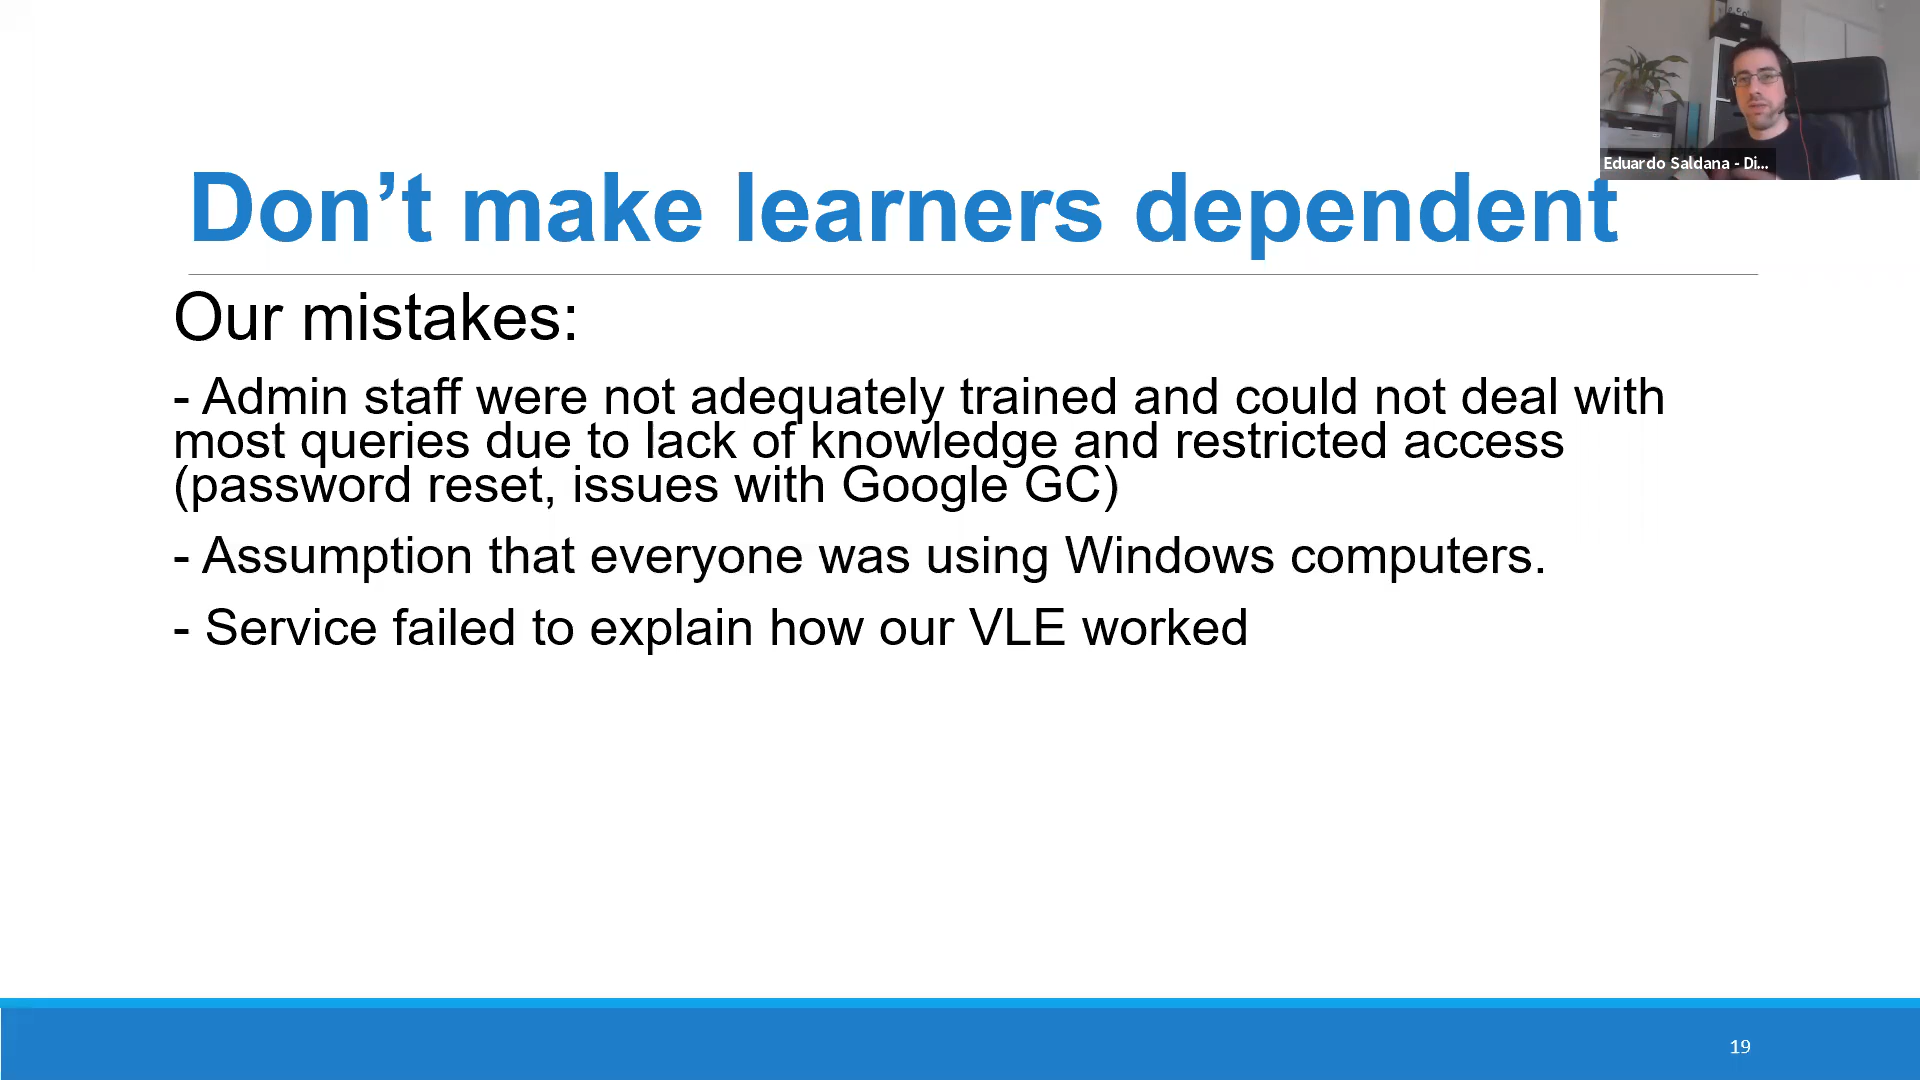 Eduardo Saldana - Di...
Don’t make learners dependent
Our mistakes:
- Admin staff were not adequately trained and could not deal with
most queries due to lack of knowledge and restricted access
(password reset, issues with Google GC)
- Assumption that everyone was using Windows computers.
- Service failed to explain how our VLE worked
19